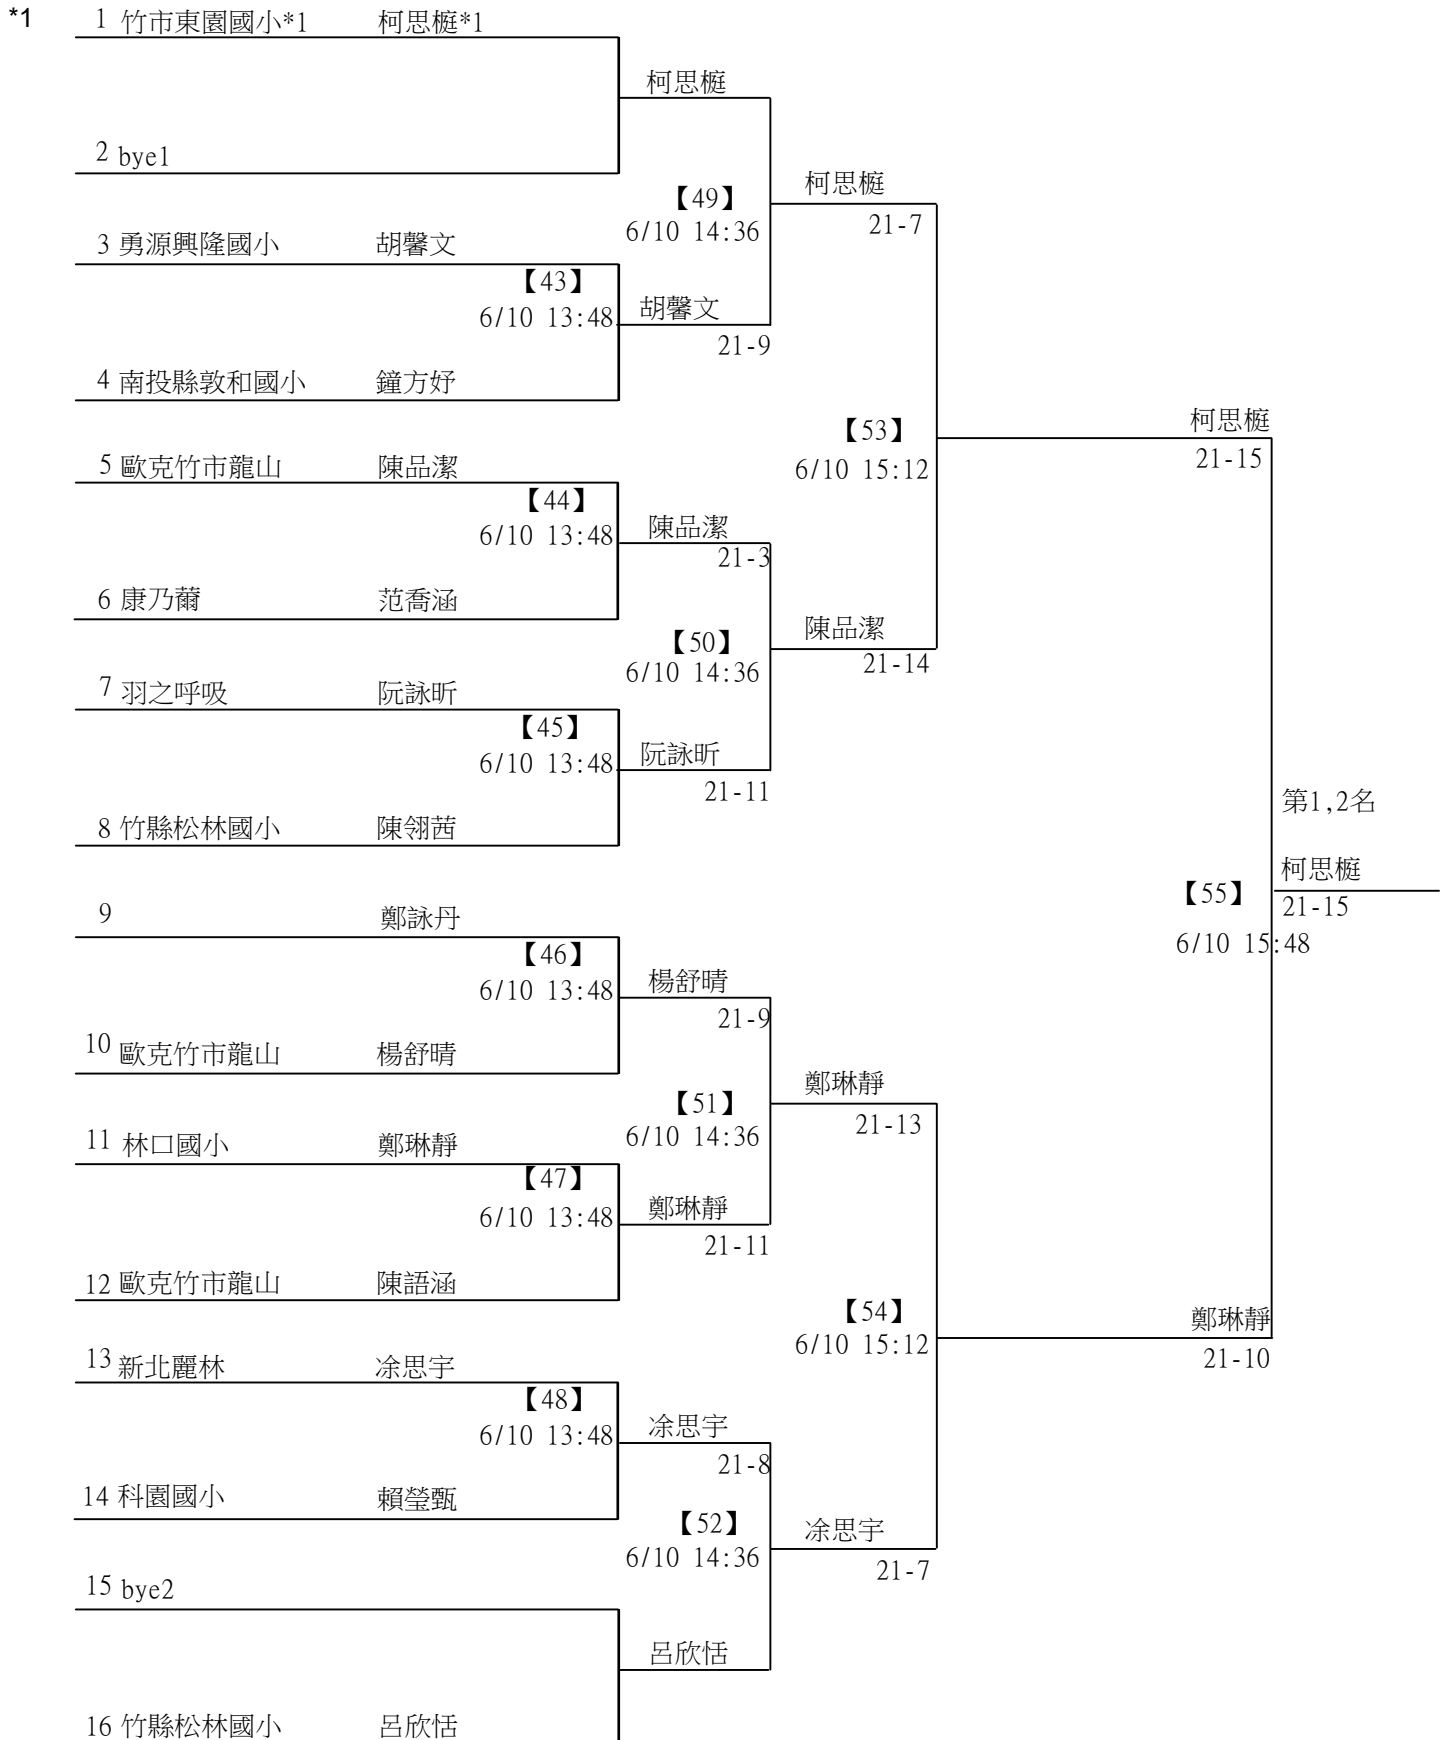 *1
1 竹市東園國小*1 柯思榳*1
柯思榳
2 bye1
【49】
6/10 14:36
柯思榳
21-7
3 勇源興隆國小 胡馨文
【43】
6/10 13:48
胡馨文
21-9
4 南投縣敦和國小 鐘方妤
【53】
6/10 15:12
柯思榳
21-15
5 歐克竹市龍山 陳品潔
【44】
6/10 13:48
陳品潔
21-3
6 康乃薾 范喬涵
【50】
6/10 14:36
陳品潔
21-14
7 羽之呼吸 阮詠昕
【45】
6/10 13:48
阮詠昕
21-11
8 竹縣松林國小 陳翎茜
第1,2名
【55】
6/10 15:48
柯思榳
21-15
9 鄭詠丹
【46】
6/10 13:48
楊舒晴
21-9
10 歐克竹市龍山 楊舒晴
【51】
6/10 14:36
鄭琳靜
21-13
11 林口國小 鄭琳靜
【47】
6/10 13:48
鄭琳靜
21-11
12 歐克竹市龍山 陳語涵
【54】
6/10 15:12
鄭琳靜
21-10
13 新北麗林 凃思宇
【48】
6/10 13:48
凃思宇
21-8
14 科園國小 賴瑩甄
【52】
6/10 14:36
凃思宇
21-7
15 bye2
呂欣恬
16 竹縣松林國小 呂欣恬